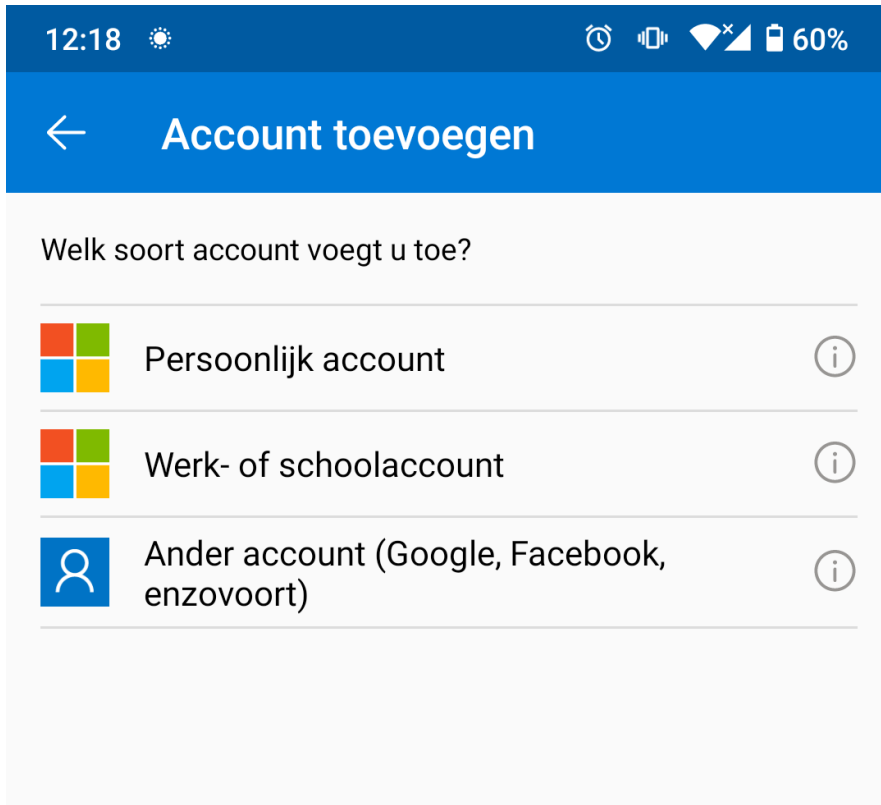 12:18 60%
Account toevoegen
Welk soort account voegt u toe?
Persoonlijk account
Werk- of schoolaccount
Ander account (Google, Facebook,
enzovoort)